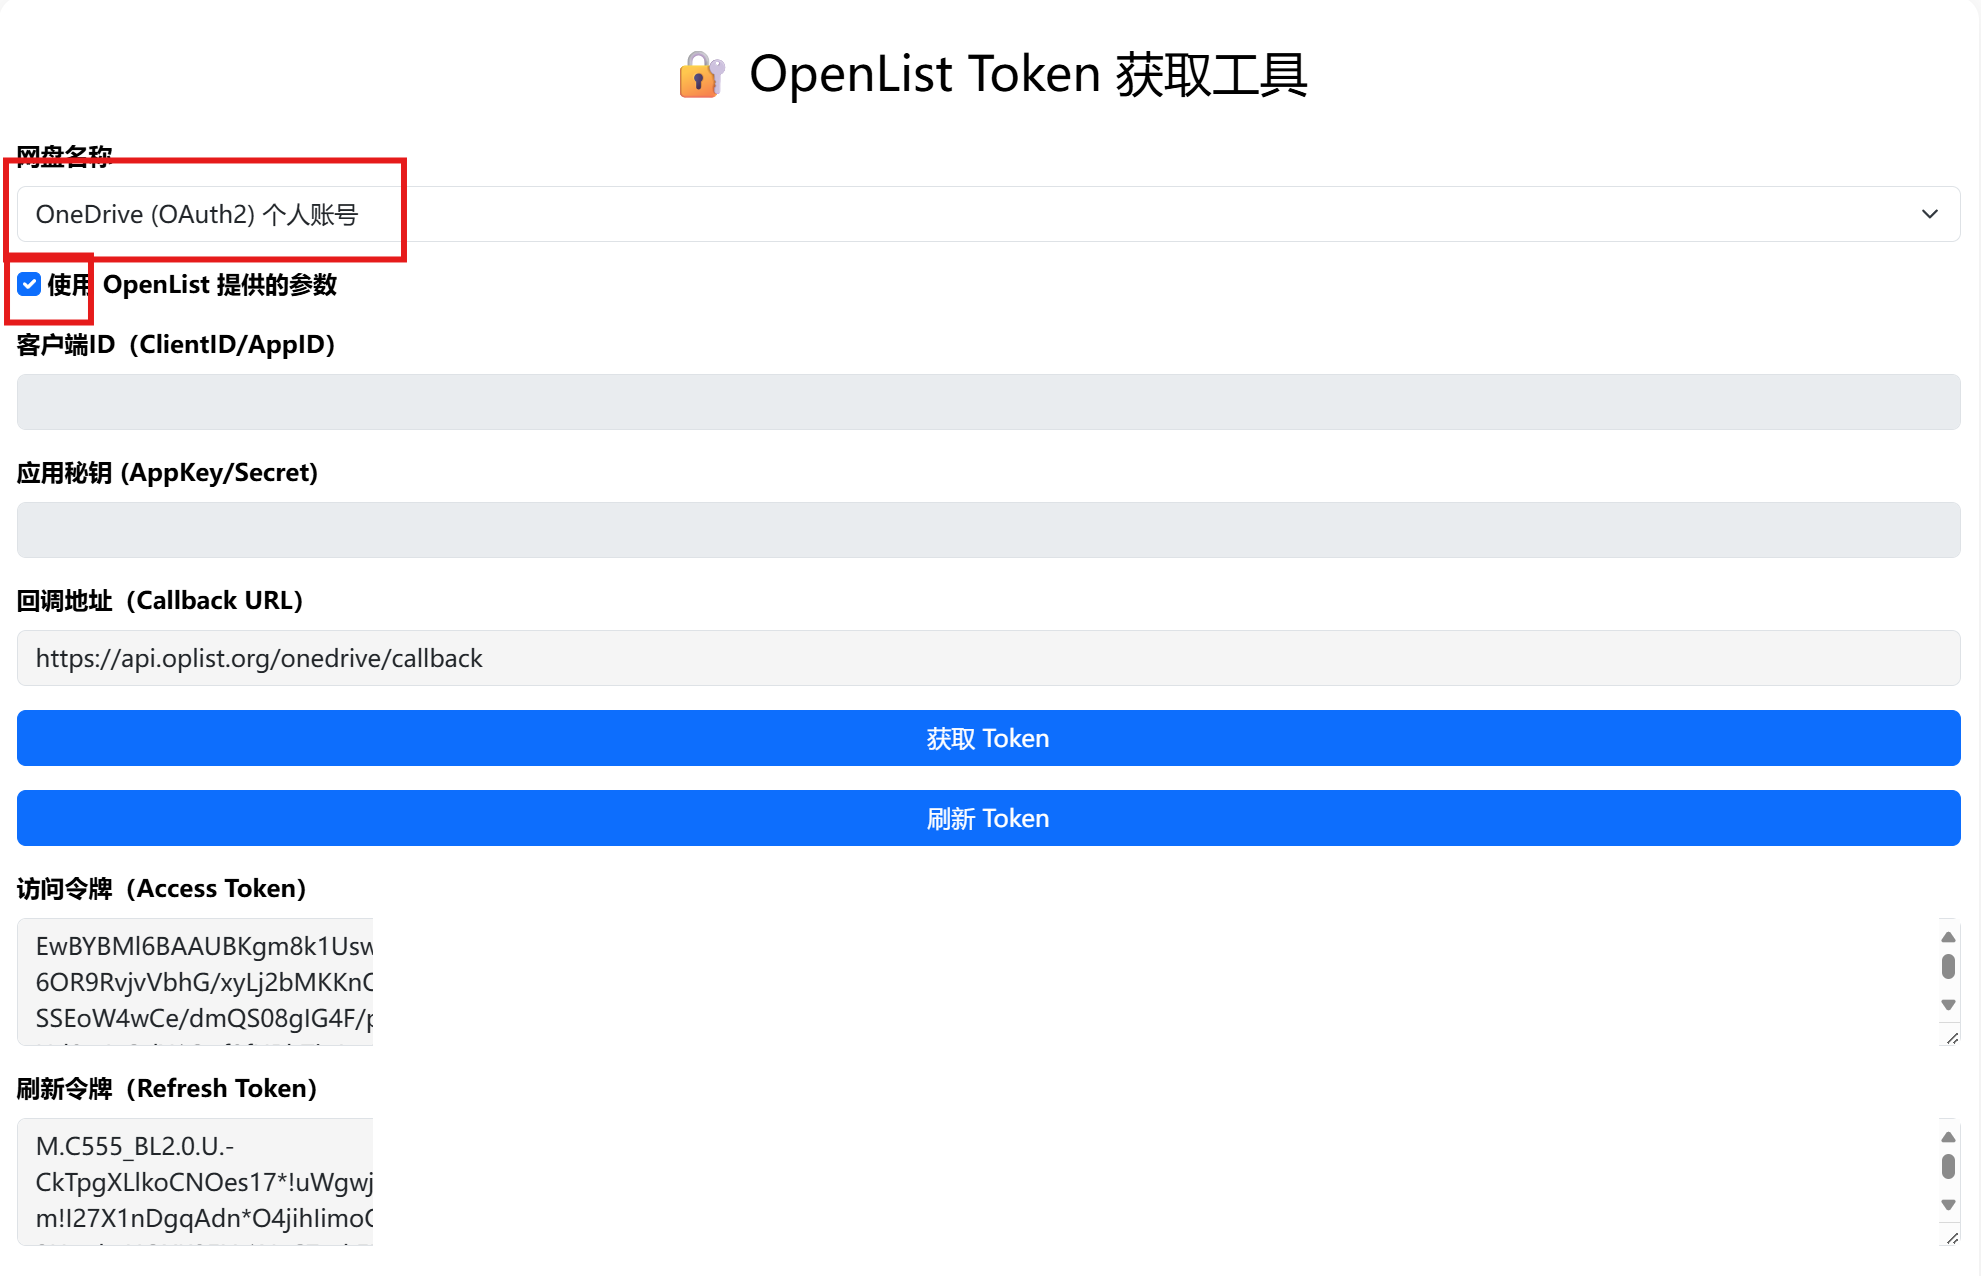 OpenList Token 获取工具
网盘名称
OneDrive (OAuth2) 个人账号
使用 OpenList 提供的参数
客户端ID（ClientID/AppID）
应用秘钥 (AppKey/Secret)
回调地址（Callback URL）
https://api.oplist.org/onedrive/callback
获取 Token
刷新 Token
访问令牌（Access Token）
EwBYBMl6BAAUBKgm8k1Usw
6OR9RvjvVbhG/xyLj2bMKKnC
SSEoW4wCe/dmQS08gIG4F/p
刷新令牌（Refresh Token）
M.C555_BL2.0.U.-
CkTpgXLlkoCNOes17*!uWgwj
m!I27X1nDgqAdn*O4jihIimoC